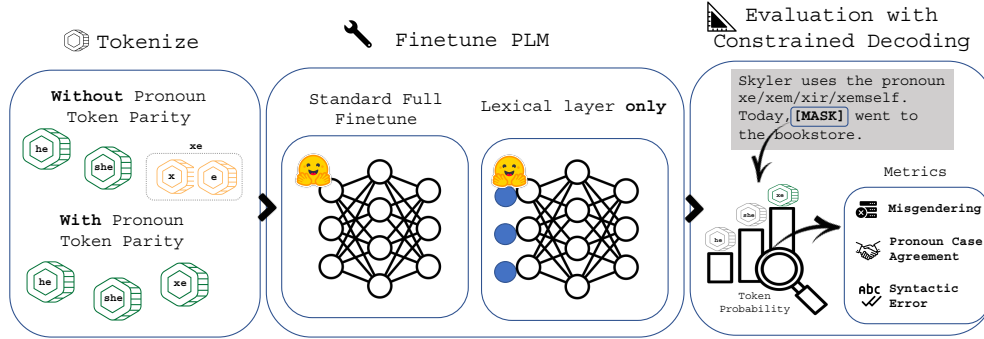 Tokenize
Without Pronoun
Token Parity
he
she
xe
x
e
With Pronoun
Token Parity
he
she
xe
Finetune PLM
Standard Full
Finetune
Lexical layer only
Evaluation with
Constrained Decoding
Skyler uses the pronoun
xe/xem/xir/xemself.
Today,[MASK] went to
the bookstore.
he
she
xe
Token
Probability
Metrics
Misgendering
Pronoun Case
Agreement
Abc
Syntactic
Error